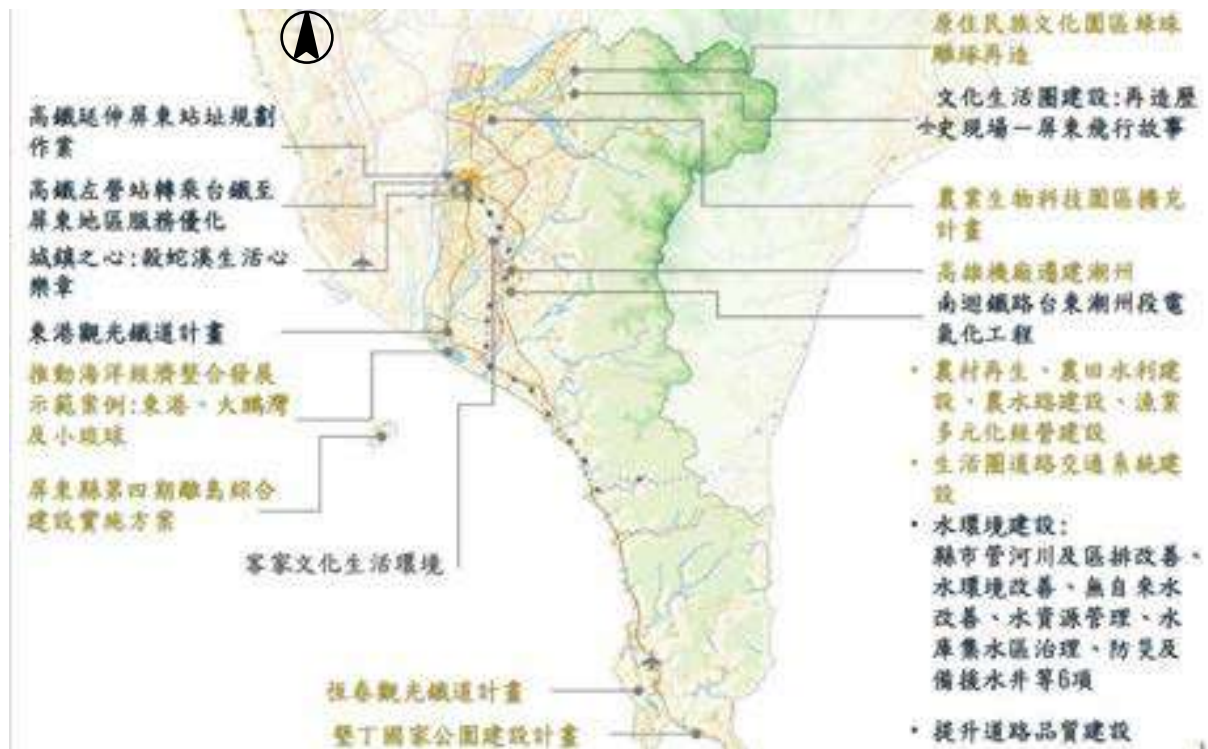 高鐵延伸屏東站址規劃
作業
高鐵左營站轉乘台鐵至
屏東地區服務優化
城鎮之心:殺蛇溪生活心
樂章
東港觀光鐵道計畫
推動海洋經濟整合發展
示範案例:東港、大鵬灣
及小琉球
屏東縣第四期離島綜合
建設實施方案
客家文化生活環境
恆春觀光鐵道計畫
墾丁國家公園建設計畫
原住民族文化園區綠珠
雕琢再造
文化生活圈建設:再造歷
史現場－屏東飛行故事
農業生物科技園區擴充
計畫
高雄機廠遷建潮州
南迴鐵路台東潮州段電
氣化工程
• 農村再生、農田水利建
設、農水路建設、漁業
多元化經營建設
• 生活圈道路交通系統建
設
• 水環境建設:
縣市管河川及區排改善、
水環境改善、無自來水
改善、水資源管理、水
庫集水區治理、防災及
備援水井等6項
• 提升道路品質建設